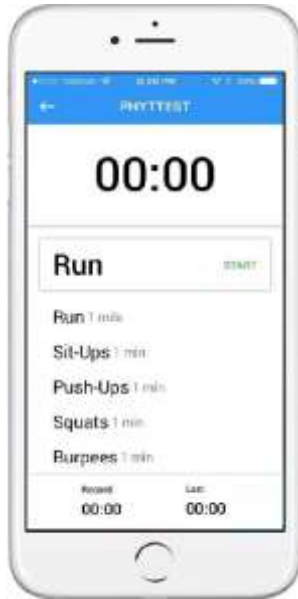 PHYTTEST
00:00
Run START
Run 1 mile
Sit-Ups 1 min
Push-Ups 1 min
Squats 1 min
Burpees 1 min
Record Last
00:00 00:00